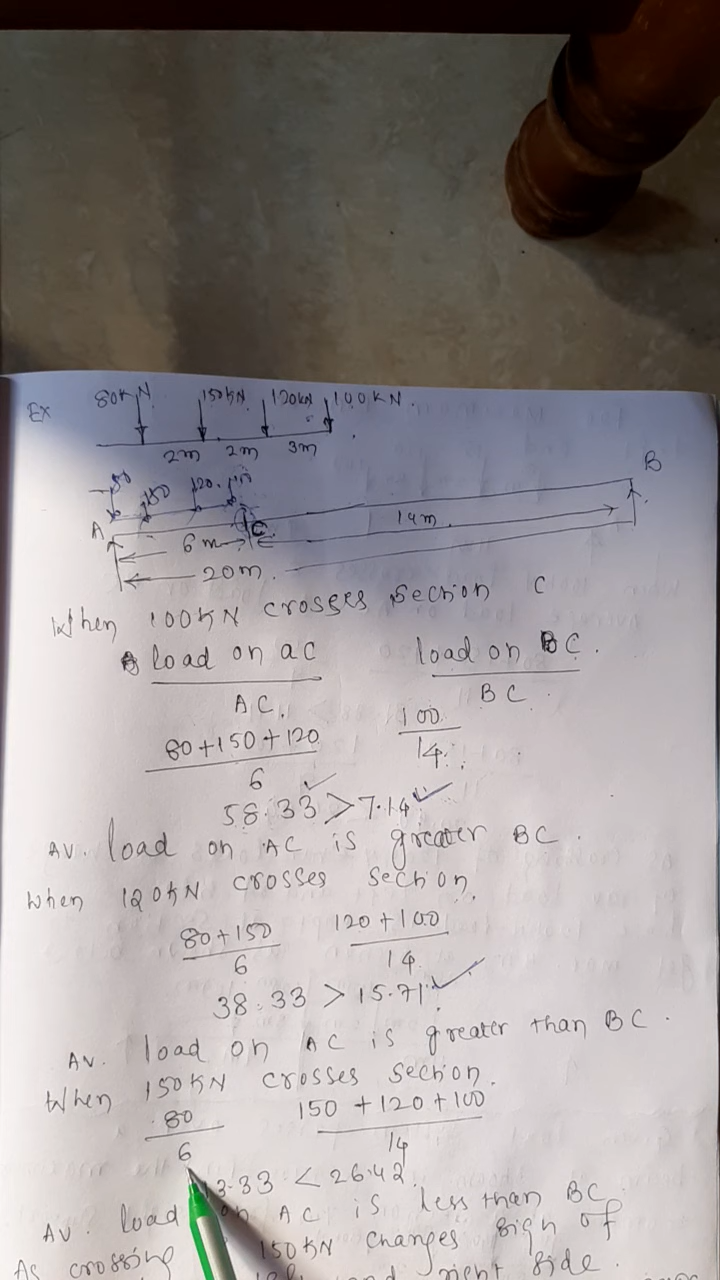 Ex 80KN 150KN 120KN 100KN.
2m 2m 3m
80 150 120 B
A 6m C 14m
20m
When 100KN crosses Section C
load on aC load on BC.
AC. BC.
80+150+120 100
6 14
58.33 > 7.14
Av. load on AC is greater BC.
When 120KN crosses section.
80+150 120+100
6 14
38.33 > 15.71
Av. load on AC is greater than BC.
When 150KN crosses section.
80 150+120+100
6 14
13.33 < 26.42.
Av. load on AC is less than BC
As crossing 150KN changes sign of
and right side.